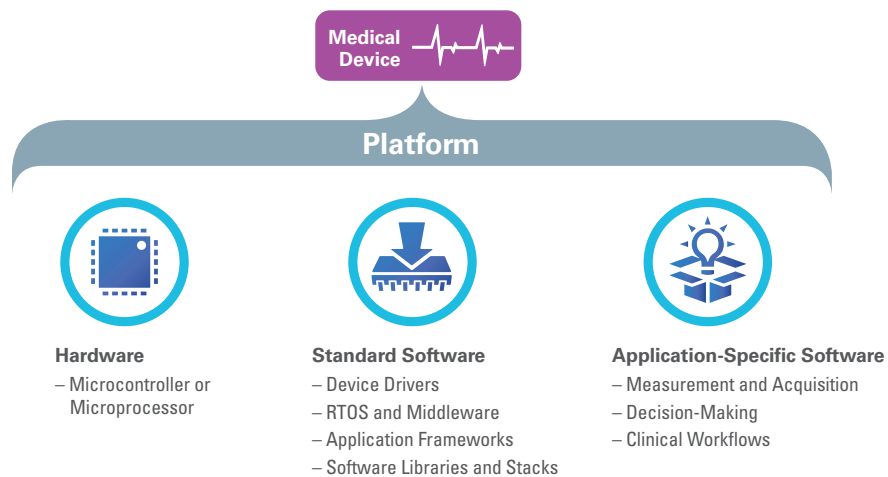 Medical
Device
Platform
Hardware
– Microcontroller or
Microprocessor
Standard Software
– Device Drivers
– RTOS and Middleware
– Application Frameworks
– Software Libraries and Stacks
Application-Specific Software
– Measurement and Acquisition
– Decision-Making
– Clinical Workflows